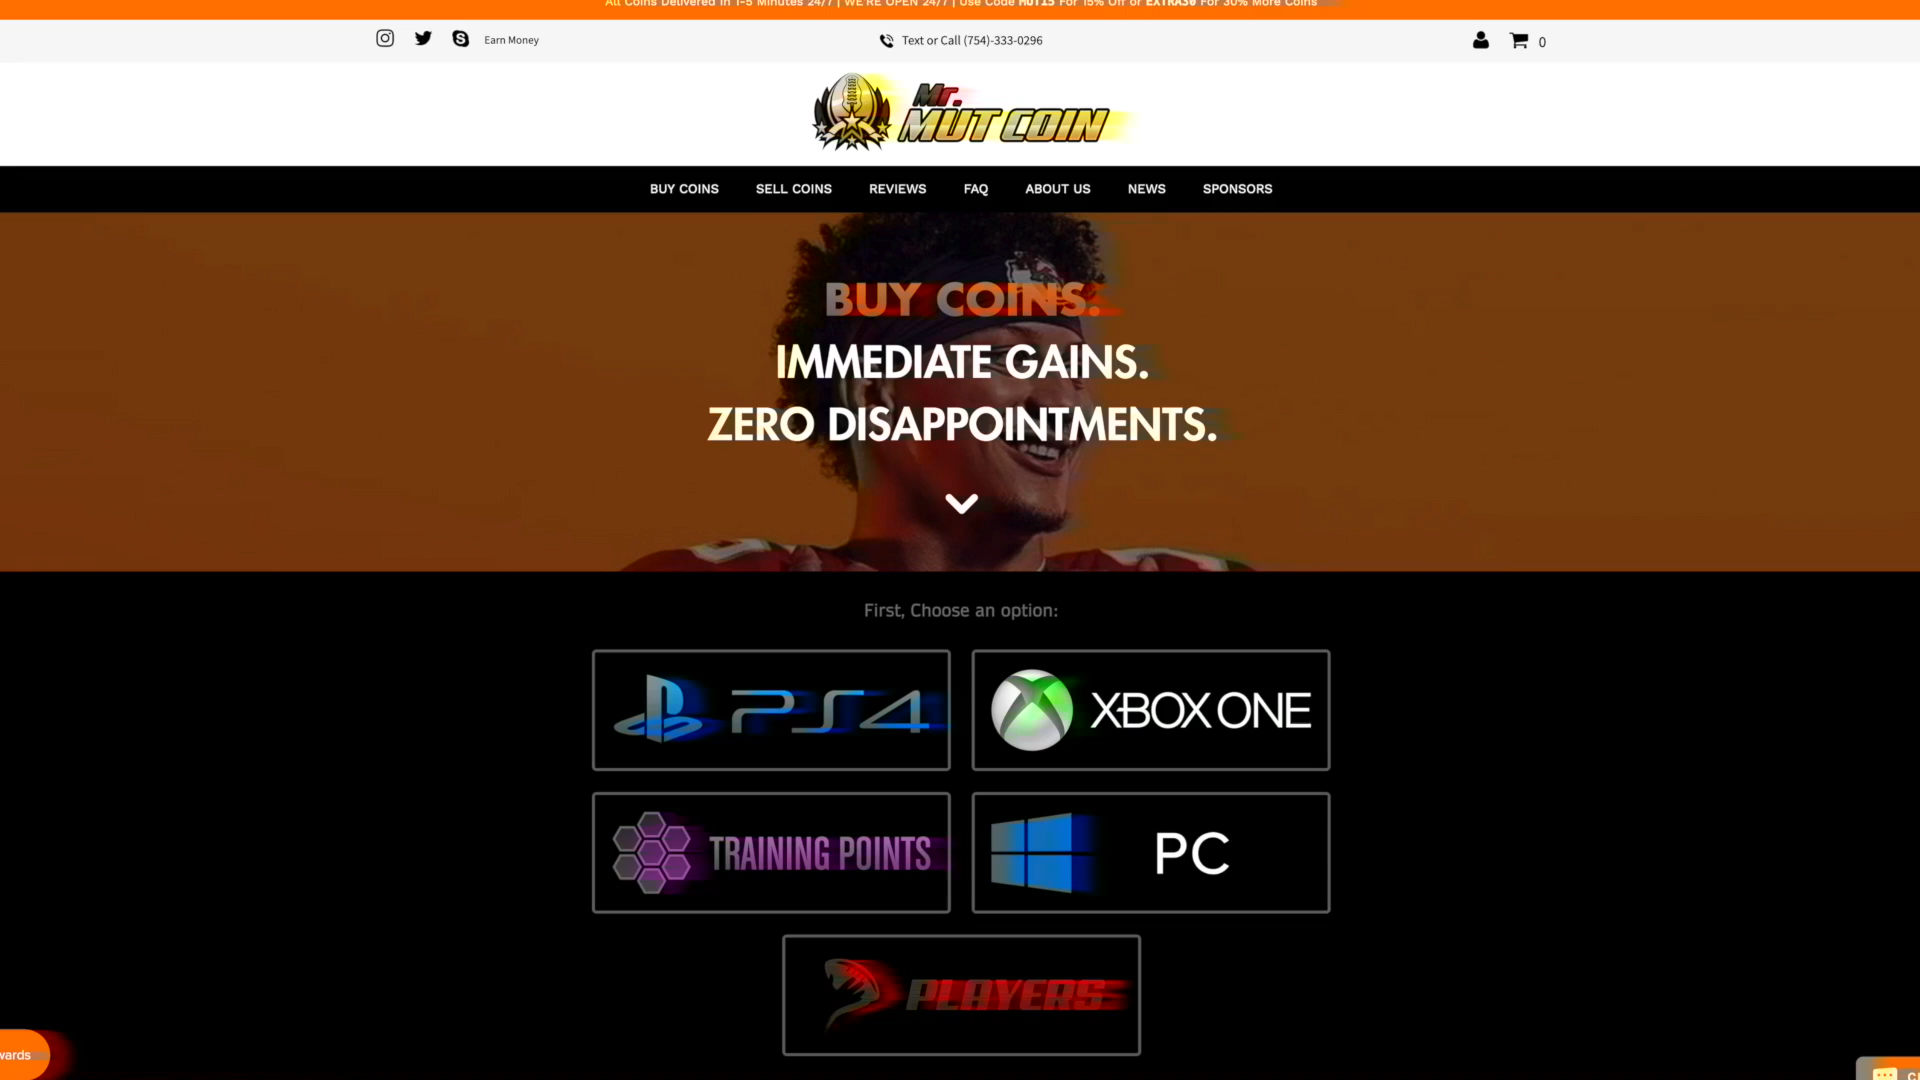 All Coins Delivered in 1-5 Minutes 24/7 | WE'RE OPEN 24/7 | Use Code MUT15 For 15% Off or EXTRA30 For 30% More Coins
Earn Money
Text or Call (754)-333-0296
0
Mr.
MUT COIN
BUY COINS SELL COINS REVIEWS FAQ ABOUT US NEWS SPONSORS
BUY COINS.
IMMEDIATE GAINS.
ZERO DISAPPOINTMENTS.
First, Choose an option:
PS4
XBOX ONE
TRAINING POINTS
PC
PLAYERS
wards